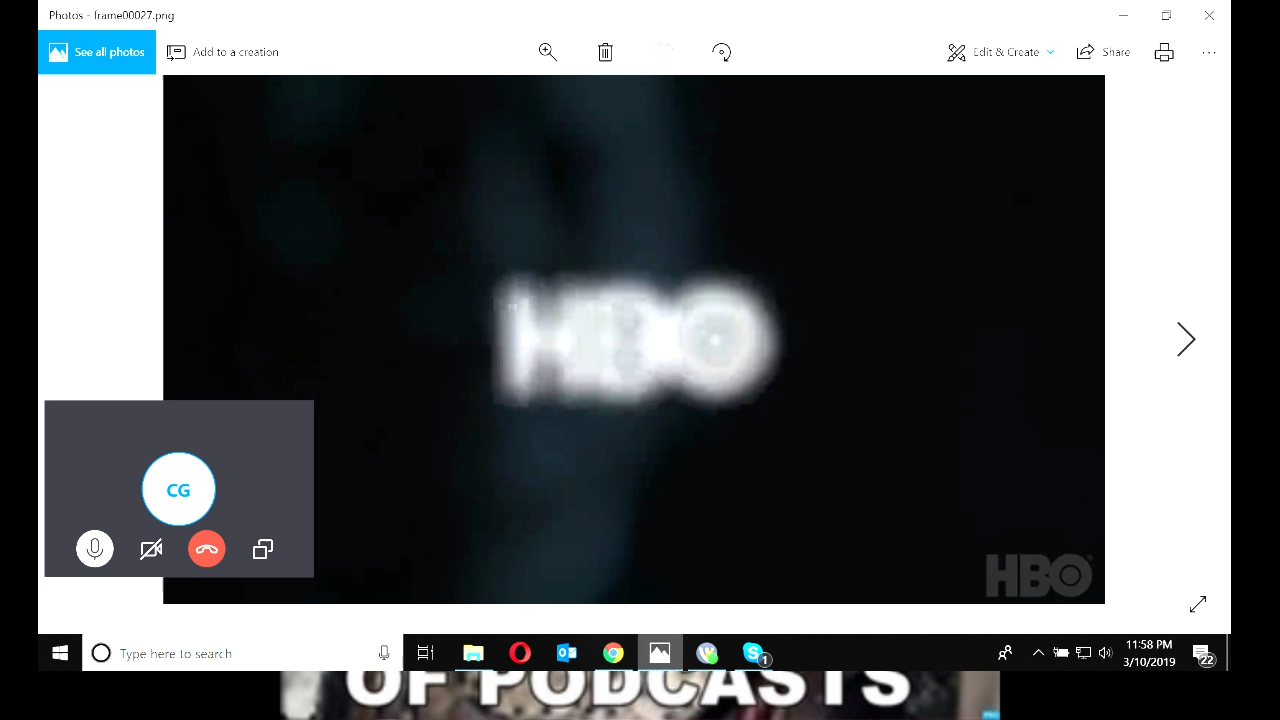 Photos - frame00027.png
See all photos
Add to a creation
Edit & Create
Share
HBO
CG
HBO
Type here to search
1
11:58 PM
3/10/2019
22
OF PODCASTS